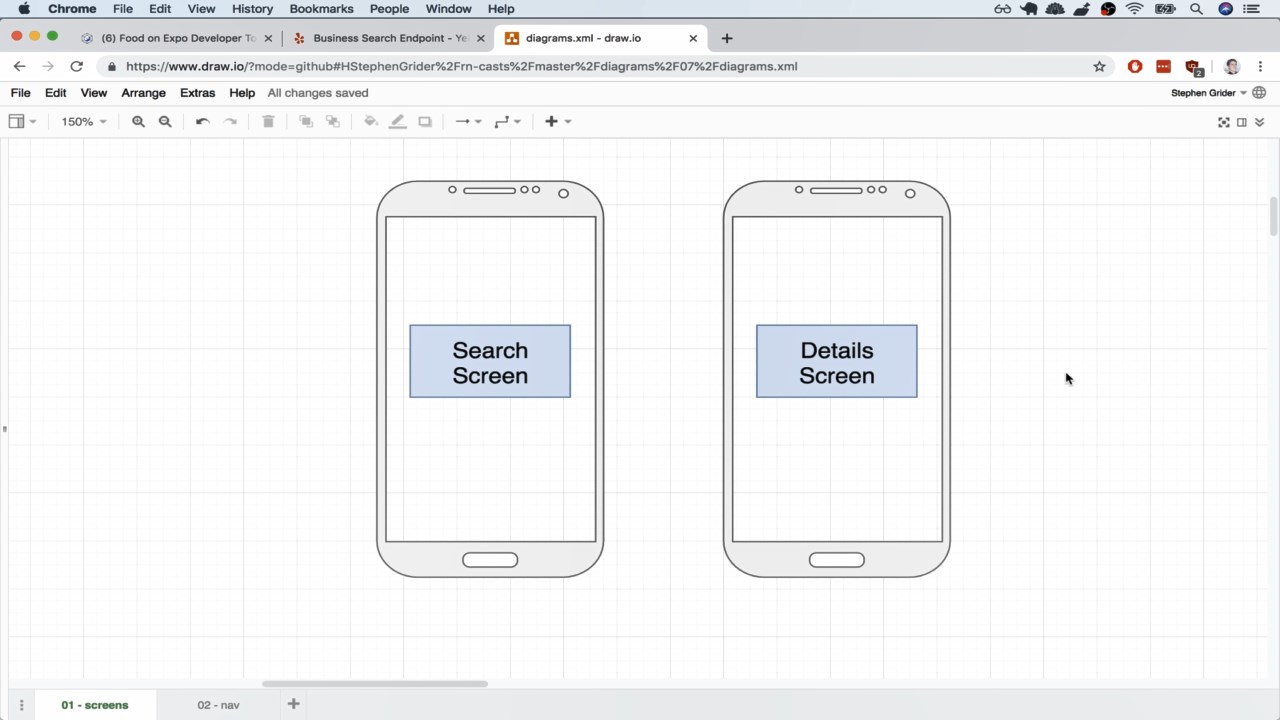 Chrome File Edit View History Bookmarks People Window Help
(6) Food on Expo Developer To
Business Search Endpoint - Ye
diagrams.xml - draw.io
https://www.draw.io/?mode=github#HStephenGrider%2Frn-casts%2Fmaster%2Fdiagrams%2F07%2Fdiagrams.xml
2
File Edit View Arrange Extras Help All changes saved
Stephen Grider
150%
Search
Screen
Details
Screen
01 - screens
02 - nav